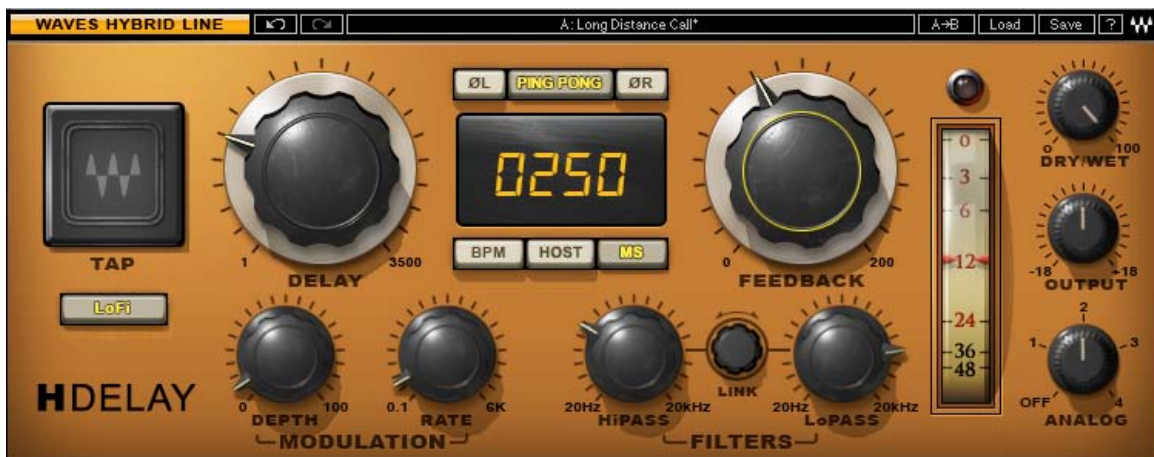 WAVES HYBRID LINE A: Long Distance Call* A→B Load Save ?
ØL PING PONG ØR
0250
0 100
DRY/WET
0
3
6
12
24
36
48
TAP
1 3500
DELAY
BPM HOST MS
0 200
FEEDBACK
-18 +18
OUTPUT
LoFi
2
1 3
OFF 4
ANALOG
0 100
DEPTH
0.1 6K
RATE
MODULATION
20Hz 20kHz
HiPASS
LINK
20Hz 20kHz
LoPASS
FILTERS
H DELAY